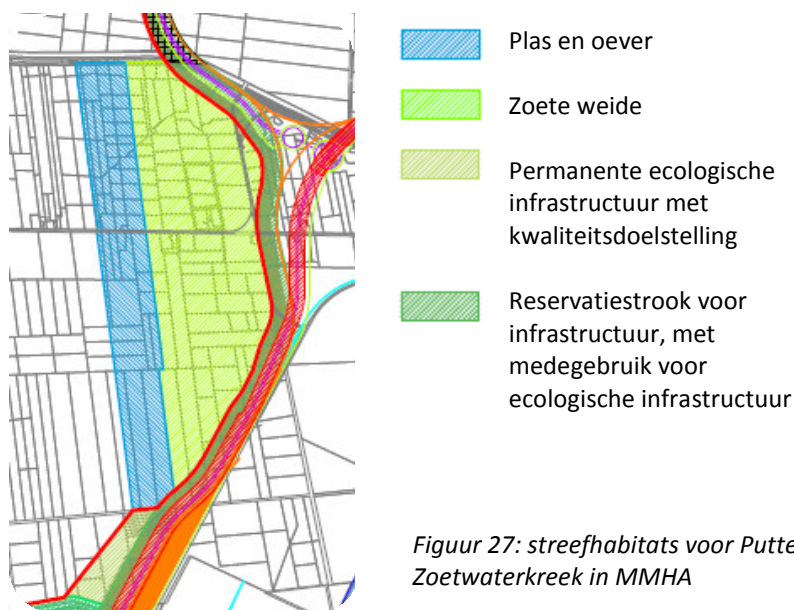 Plas en oever
Zoete weide
Permanente ecologische
infrastructuur met
kwaliteitsdoelstelling
Reservatiestrook voor
infrastructuur, met
medegebruik voor
ecologische infrastructuur
Figuur 27: streefhabitats voor Putte
Zoetwaterkreek in MMHA